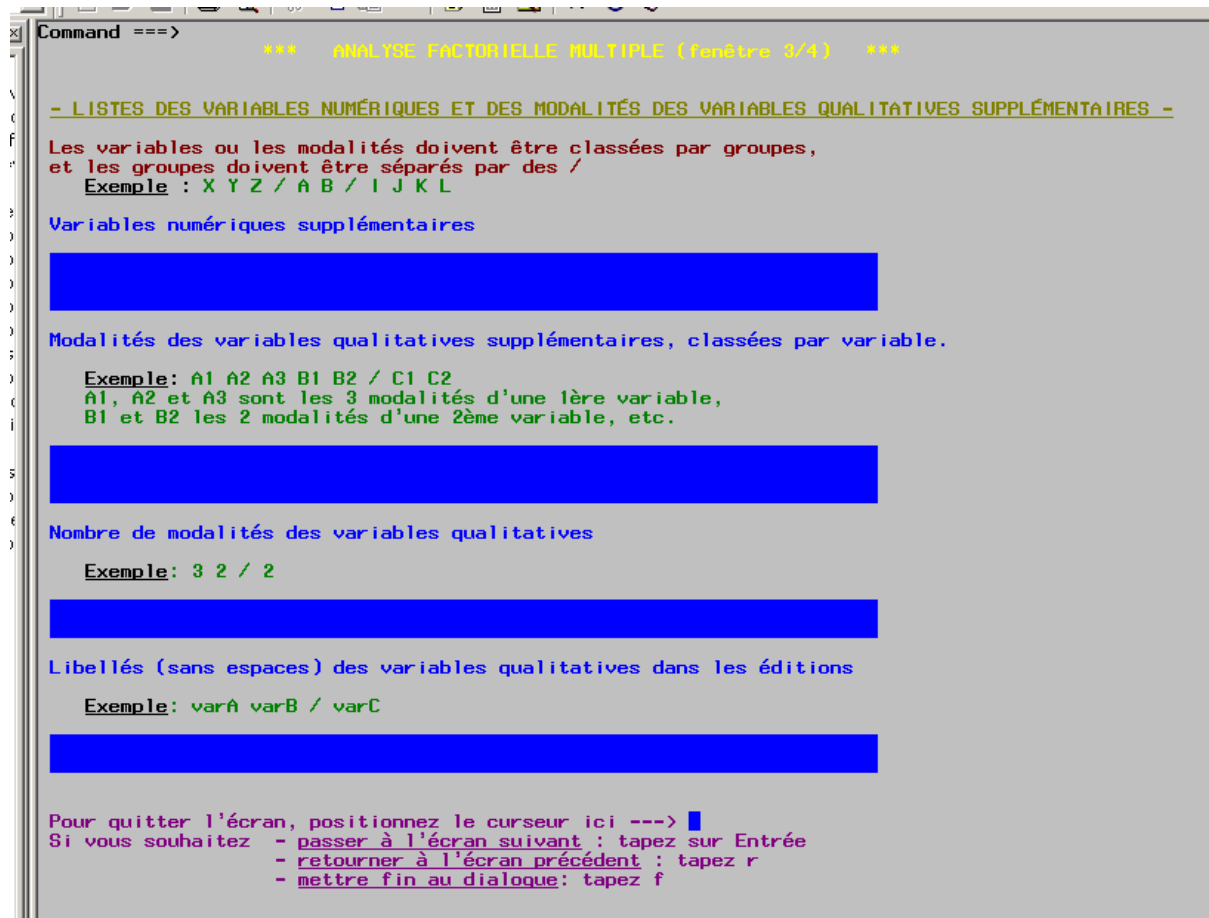 Command ===>
*** ANALYSE FACTORIELLE MULTIPLE (fenêtre 3/4) ***
- LISTES DES VARIABLES NUMÉRIQUES ET DES MODALITÉS DES VARIABLES QUALITATIVES SUPPLÉMENTAIRES -
Les variables ou les modalités doivent être classées par groupes,
et les groupes doivent être séparés par des /
Exemple : X Y Z / A B / I J K L
Variables numériques supplémentaires
Modalités des variables qualitatives supplémentaires, classées par variable.
Exemple: A1 A2 A3 B1 B2 / C1 C2
A1, A2 et A3 sont les 3 modalités d'une 1ère variable,
B1 et B2 les 2 modalités d'une 2ème variable, etc.
Nombre de modalités des variables qualitatives
Exemple: 3 2 / 2
Libellés (sans espaces) des variables qualitatives dans les éditions
Exemple: varA varB / varC
Pour quitter l'écran, positionnez le curseur ici --->
Si vous souhaitez - passer à l'écran suivant : tapez sur Entrée
- retourner à l'écran précédent : tapez r
- mettre fin au dialogue: tapez f